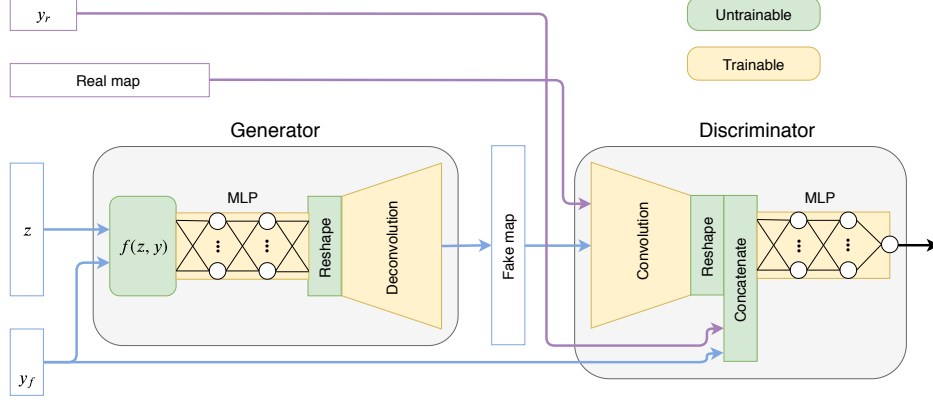 y_r
Untrainable
Real map
Trainable
Generator
Discriminator
z
f(z, y)
MLP
Reshape
Deconvolution
Fake map
Convolution
Reshape
Concatenate
MLP
y_f